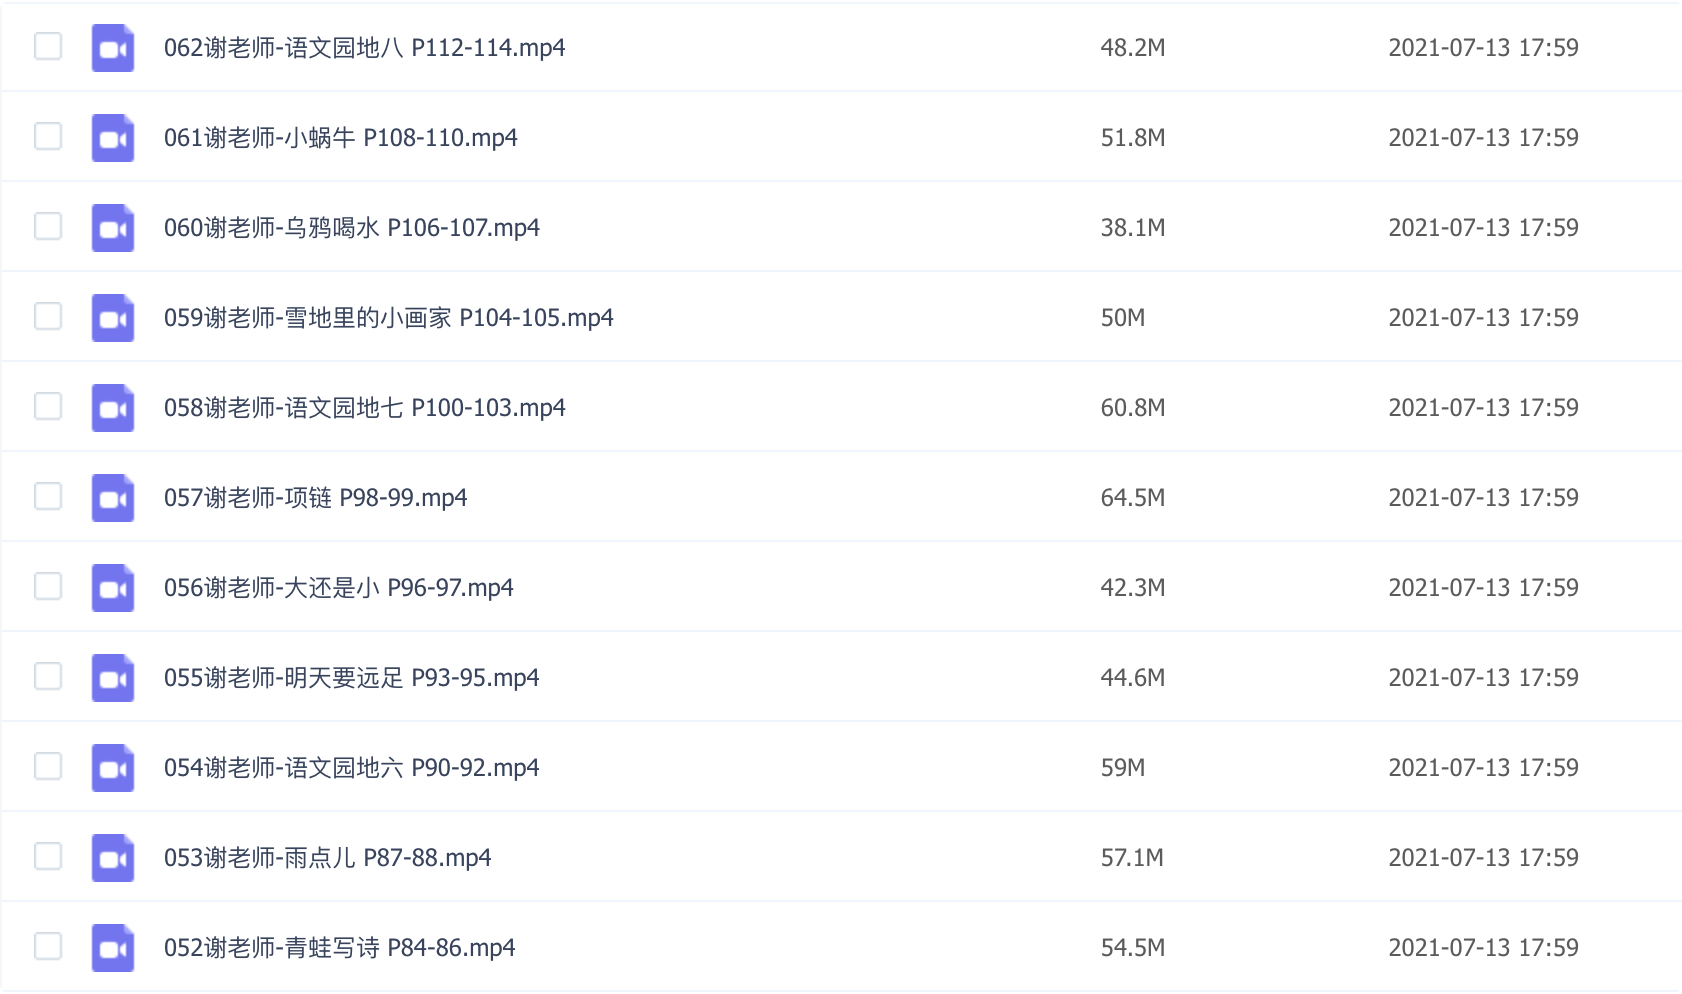 062谢老师-语文园地八 P112-114.mp4 48.2M 2021-07-13 17:59
061谢老师-小蜗牛 P108-110.mp4 51.8M 2021-07-13 17:59
060谢老师-乌鸦喝水 P106-107.mp4 38.1M 2021-07-13 17:59
059谢老师-雪地里的小画家 P104-105.mp4 50M 2021-07-13 17:59
058谢老师-语文园地七 P100-103.mp4 60.8M 2021-07-13 17:59
057谢老师-项链 P98-99.mp4 64.5M 2021-07-13 17:59
056谢老师-大还是小 P96-97.mp4 42.3M 2021-07-13 17:59
055谢老师-明天要远足 P93-95.mp4 44.6M 2021-07-13 17:59
054谢老师-语文园地六 P90-92.mp4 59M 2021-07-13 17:59
053谢老师-雨点儿 P87-88.mp4 57.1M 2021-07-13 17:59
052谢老师-青蛙写诗 P84-86.mp4 54.5M 2021-07-13 17:59